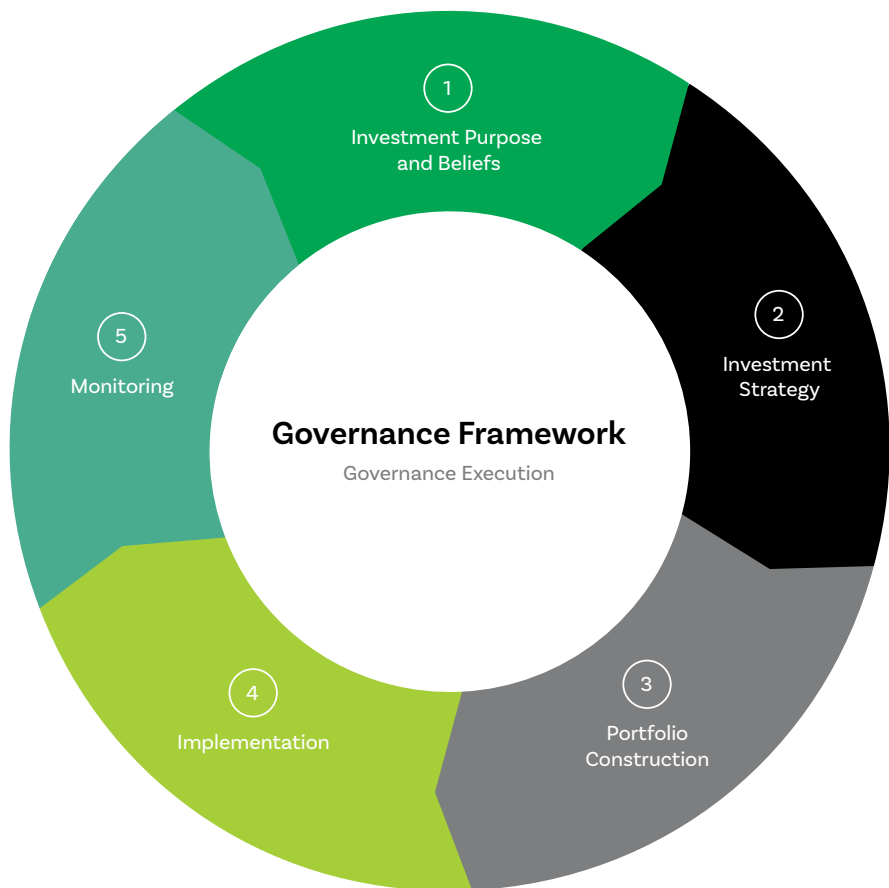 1
Investment Purpose
and Beliefs
2
Investment
Strategy
3
Portfolio
Construction
4
Implementation
5
Monitoring
Governance Framework
Governance Execution